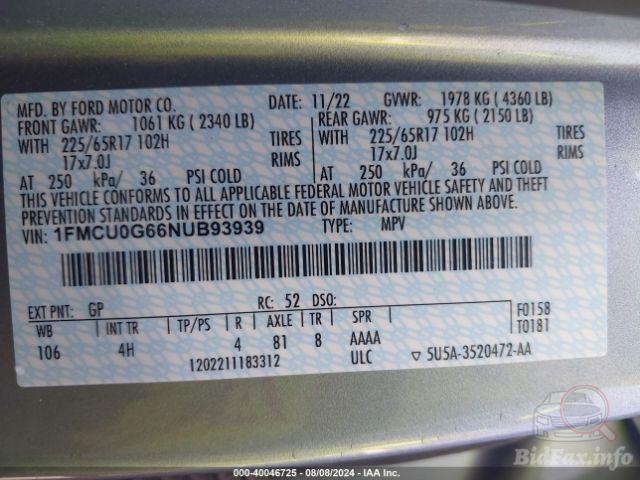 MFD. BY FORD MOTOR CO.
DATE: 11/22 GVWR: 1978 KG ( 4360 LB)
FRONT GAWR: 1061 KG ( 2340 LB) REAR GAWR: 975 KG ( 2150 LB)
WITH 225/65R17 102H TIRES WITH 225/65R17 102H TIRES
17x7.0J RIMS 17x7.0J RIMS
AT 250 kPa/ 36 PSI COLD AT 250 kPa/ 36 PSI COLD
THIS VEHICLE CONFORMS TO ALL APPLICABLE FEDERAL MOTOR VEHICLE SAFETY AND THEFT
PREVENTION STANDARDS IN EFFECT ON THE DATE OF MANUFACTURE SHOWN ABOVE.
VIN: 1FMCU0G66NUB93939 TYPE: MPV
EXT PNT: GP RC: 52 DSO: F0158
WB INT TR TP/PS R AXLE TR SPR T0181
106 4H 4 81 8 AAAA
1202211183312 ULC ▽ 5U5A-3520472-AA
BidFax.info
000-40046725 - 08/08/2024 - IAA Inc.